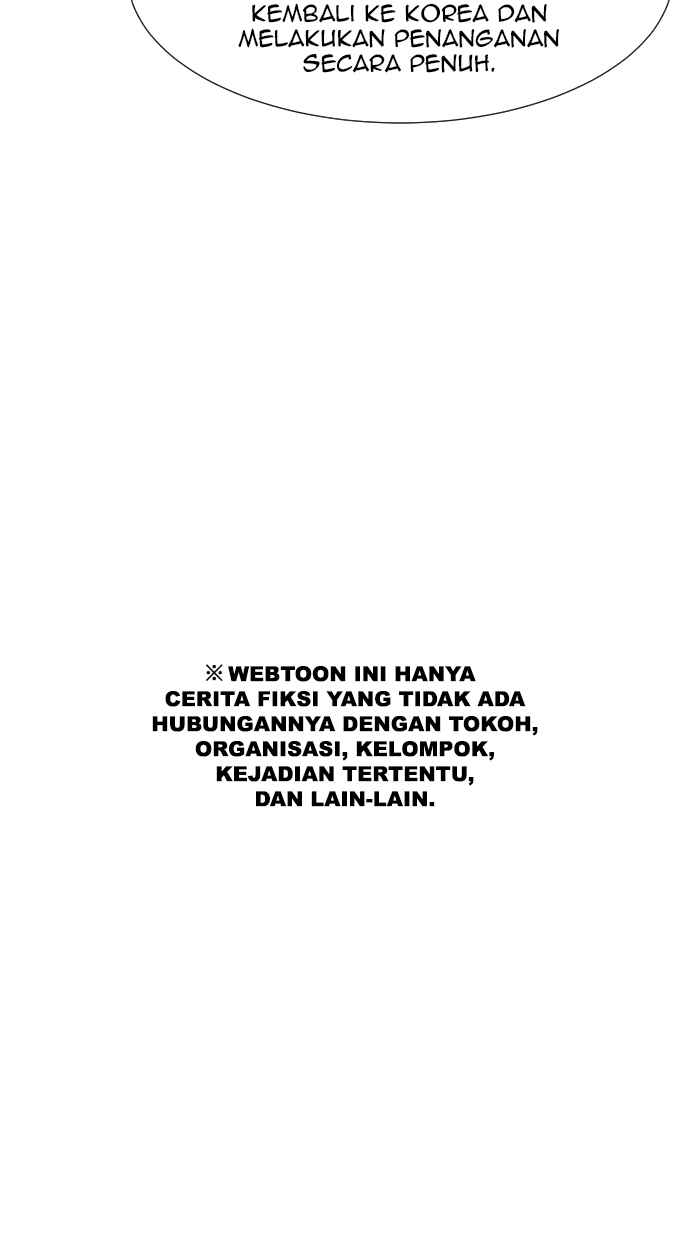 KEMBALI KE KOREA DAN
MELAKUKAN PENANGANAN
SECARA PENUH.
※WEBTOON INI HANYA
CERITA FIKSI YANG TIDAK ADA
HUBUNGANNYA DENGAN TOKOH,
ORGANISASI, KELOMPOK,
KEJADIAN TERTENTU,
DAN LAIN-LAIN.